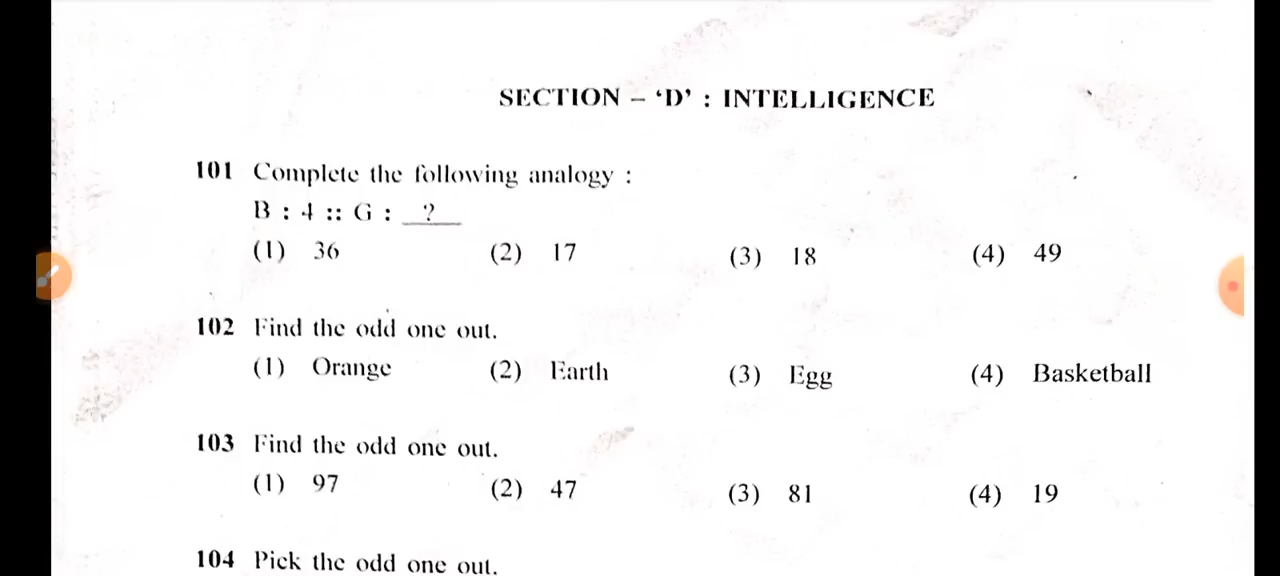 SECTION – ‘D’ : INTELLIGENCE
101 Complete the following analogy :
B : 4 :: G : ?
(1) 36 (2) 17 (3) 18 (4) 49
102 Find the odd one out.
(1) Orange (2) Earth (3) Egg (4) Basketball
103 Find the odd one out.
(1) 97 (2) 47 (3) 81 (4) 19
104 Pick the odd one out.